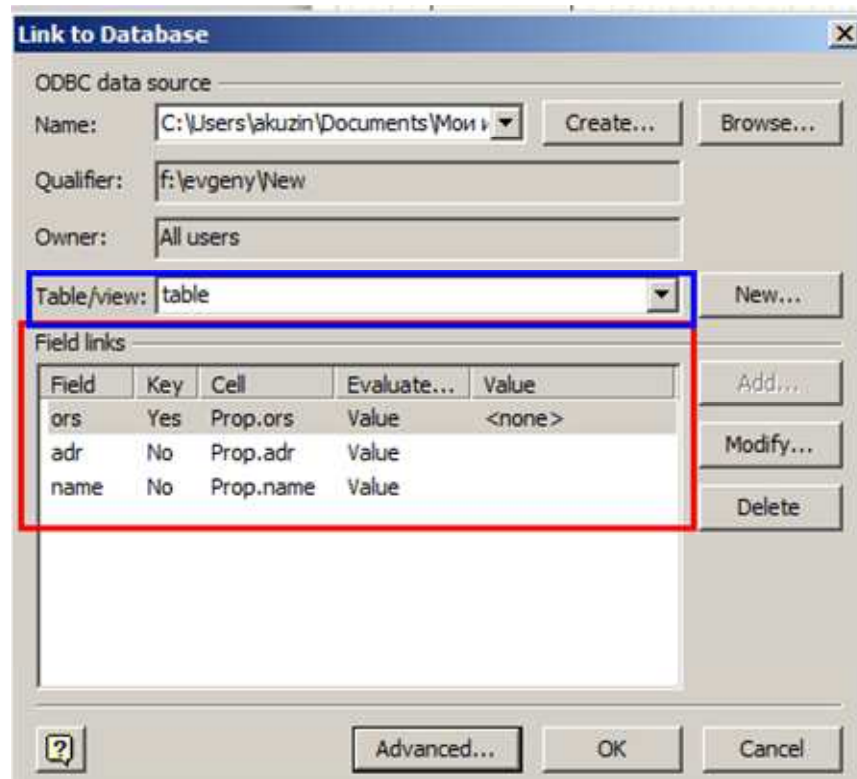 Link to Database
ODBC data source
Name: C:\Users\akuzin\Documents\Мои Create... Browse...
Qualifier: f:\evgeny\New
Owner: All users
Table/view: table New...
Field links
Field Key Cell Evaluate... Value Add...
ors Yes Prop.ors Value <none>
adr No Prop.adr Value Modify...
name No Prop.name Value
Delete
? Advanced... OK Cancel